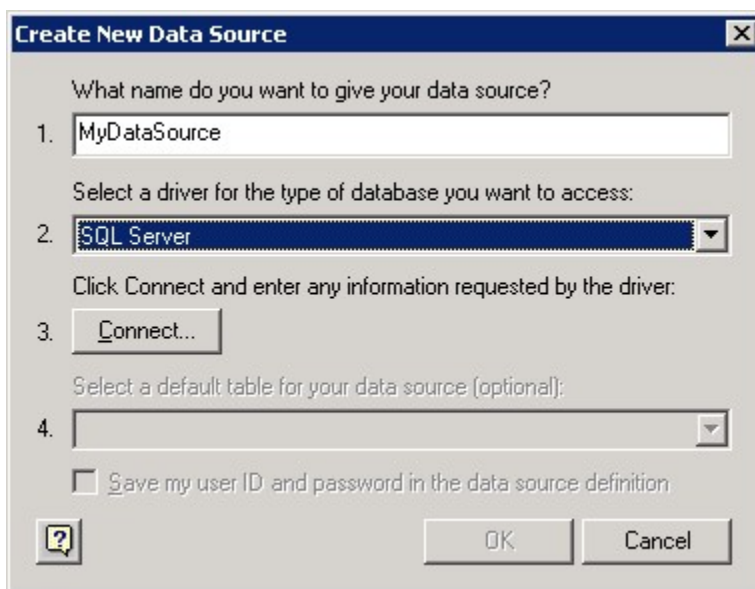 Create New Data Source
What name do you want to give your data source?
1. MyDataSource
Select a driver for the type of database you want to access:
2. SQL Server
Click Connect and enter any information requested by the driver:
3. Connect...
Select a default table for your data source (optional):
4.
Save my user ID and password in the data source definition
? OK Cancel